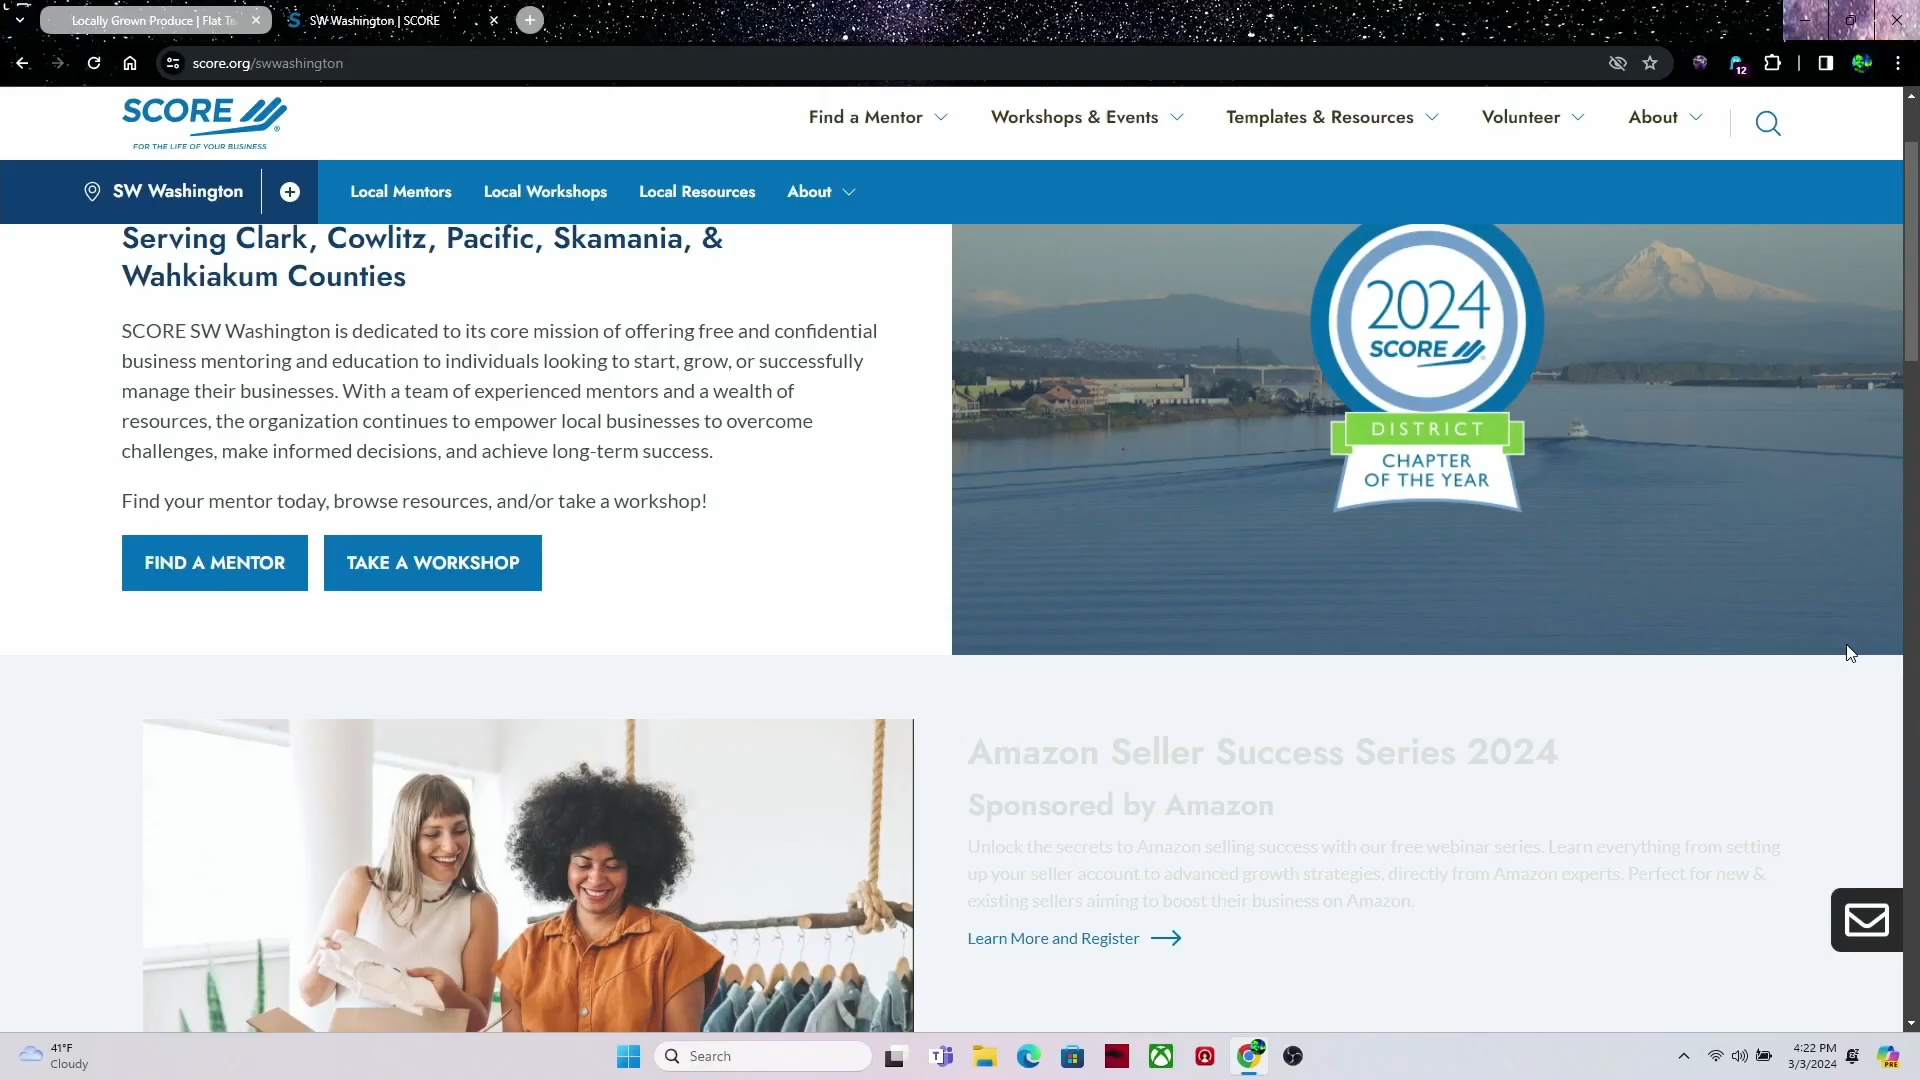 Locally Grown Produce | Flat Ta
SW Washington | SCORE
score.org/swwashington
12
SCORE
FOR THE LIFE OF YOUR BUSINESS
Find a Mentor
Workshops & Events
Templates & Resources
Volunteer
About
SW Washington
Local Mentors
Local Workshops
Local Resources
About
Serving Clark, Cowlitz, Pacific, Skamania, &
Wahkiakum Counties
SCORE SW Washington is dedicated to its core mission of offering free and confidential
business mentoring and education to individuals looking to start, grow, or successfully
manage their businesses. With a team of experienced mentors and a wealth of
resources, the organization continues to empower local businesses to overcome
challenges, make informed decisions, and achieve long-term success.
Find your mentor today, browse resources, and/or take a workshop!
FIND A MENTOR
TAKE A WORKSHOP
2024
SCORE
DISTRICT
CHAPTER
OF THE YEAR
Amazon Seller Success Series 2024
Sponsored by Amazon
Unlock the secrets to Amazon selling success with our free webinar series. Learn everything from setting
up your seller account to advanced growth strategies, directly from Amazon experts. Perfect for new &
existing sellers aiming to boost their business on Amazon.
Learn More and Register
41°F
Cloudy
Search
4:22 PM
3/3/2024
PRE